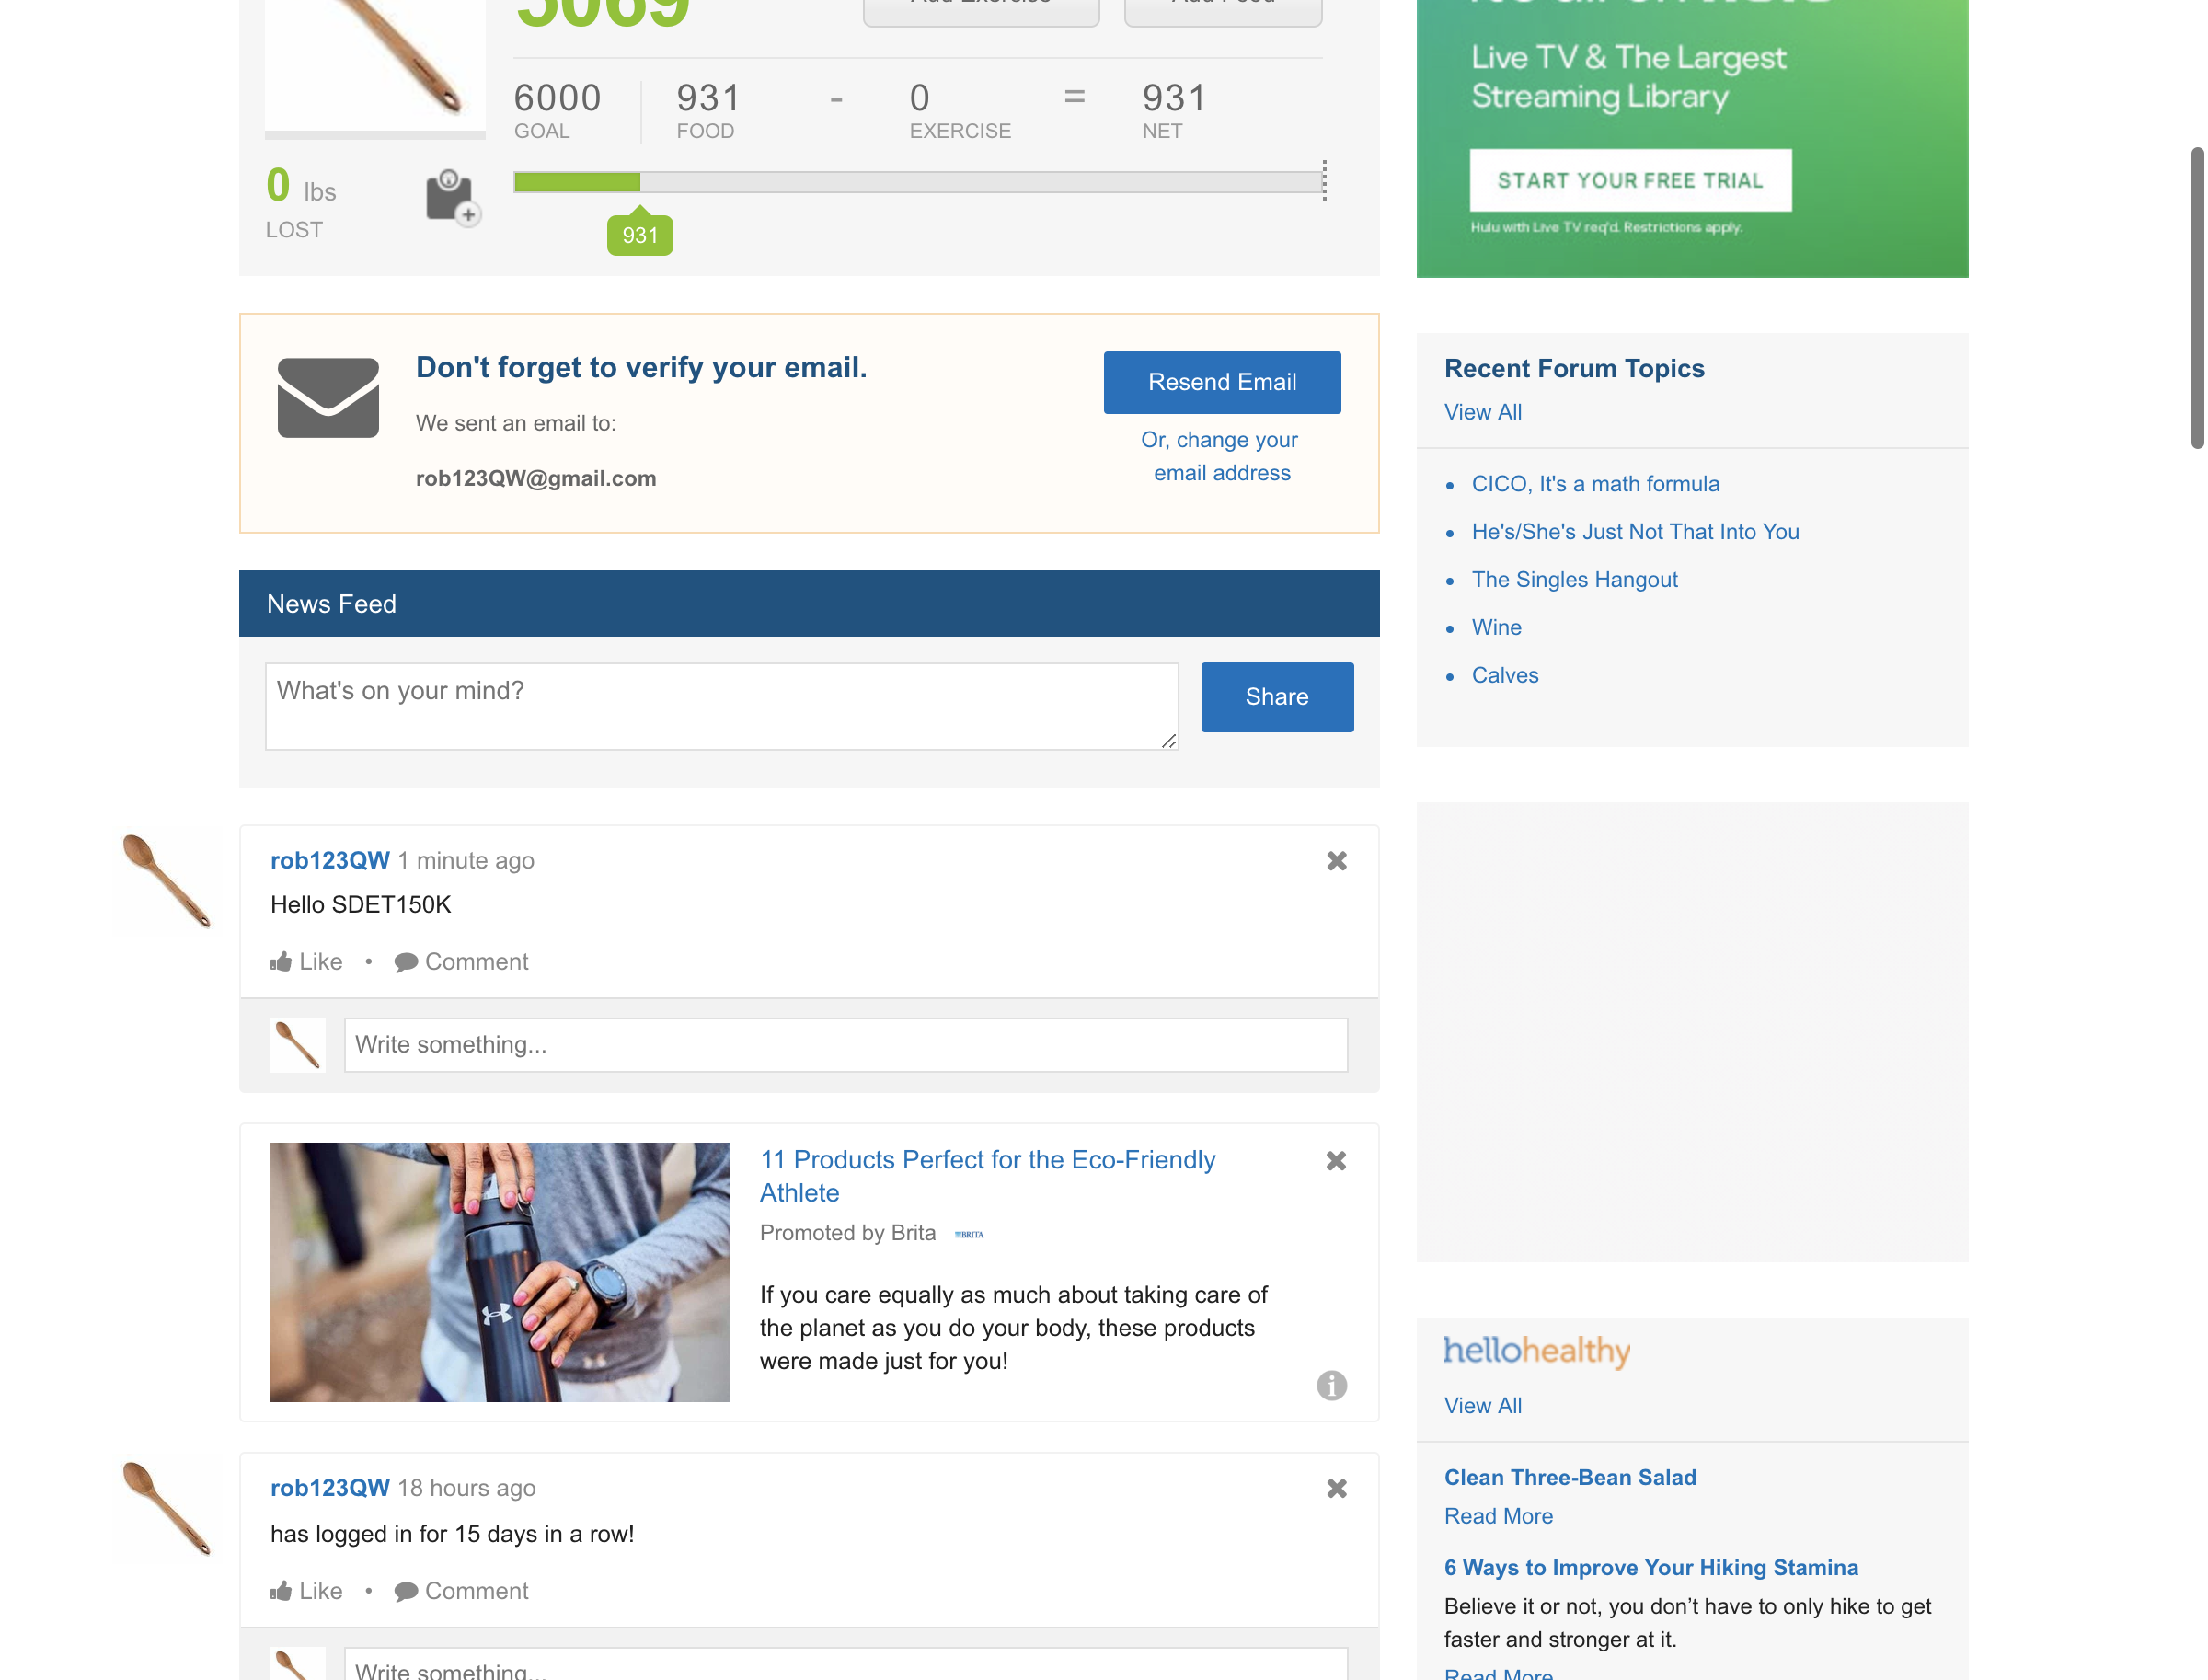 5069
Add Exercise
Add Food
6000
GOAL
931
FOOD
-
0
EXERCISE
=
931
NET
0 lbs
LOST
931
Live TV & The Largest
Streaming Library
START YOUR FREE TRIAL
Hulu with Live TV req'd. Restrictions apply.
Don't forget to verify your email.
We sent an email to:
rob123QW@gmail.com
Resend Email
Or, change your
email address
News Feed
What's on your mind?
Share
rob123QW 1 minute ago
Hello SDET150K
Like • Comment
Write something...
11 Products Perfect for the Eco-Friendly
Athlete
Promoted by Brita BRITA
If you care equally as much about taking care of
the planet as you do your body, these products
were made just for you!
rob123QW 18 hours ago
has logged in for 15 days in a row!
Like • Comment
Write something...
Recent Forum Topics
View All
• CICO, It's a math formula
• He's/She's Just Not That Into You
• The Singles Hangout
• Wine
• Calves
hellohealthy
View All
Clean Three-Bean Salad
Read More
6 Ways to Improve Your Hiking Stamina
Believe it or not, you don’t have to only hike to get
faster and stronger at it.
Read More